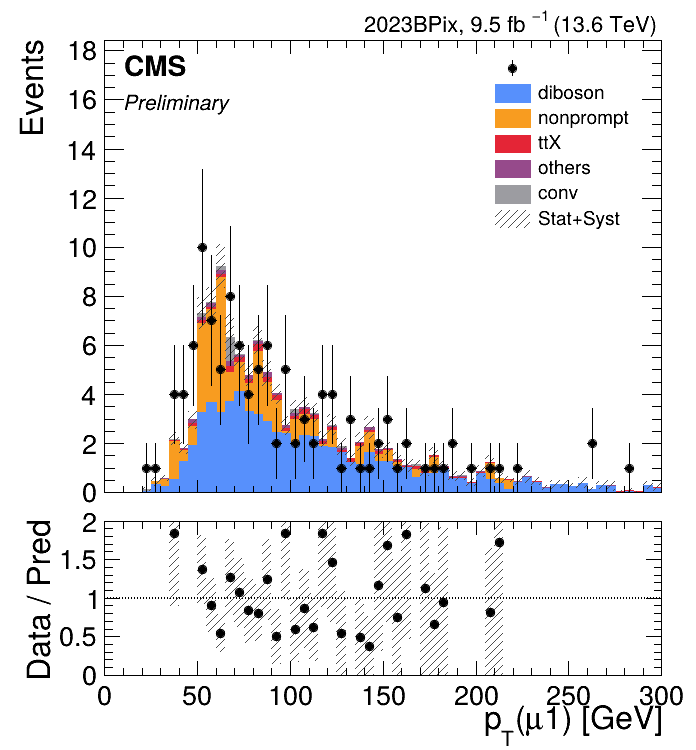 2023BPix, 9.5 fb⁻¹ (13.6 TeV)
CMS
Preliminary
Events
diboson
nonprompt
ttX
others
conv
Stat+Syst
18
16
14
12
10
8
6
4
2
0
Data / Pred
2
1.5
1
0.5
0
0 50 100 150 200 250 300
p_T(μ1) [GeV]